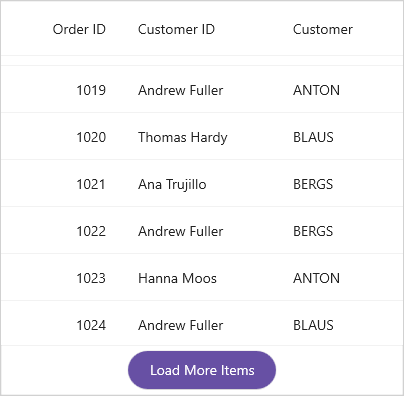 Order ID Customer ID Customer
1019 Andrew Fuller ANTON
1020 Thomas Hardy BLAUS
1021 Ana Trujillo BERGS
1022 Andrew Fuller BERGS
1023 Hanna Moos ANTON
1024 Andrew Fuller BLAUS
Load More Items